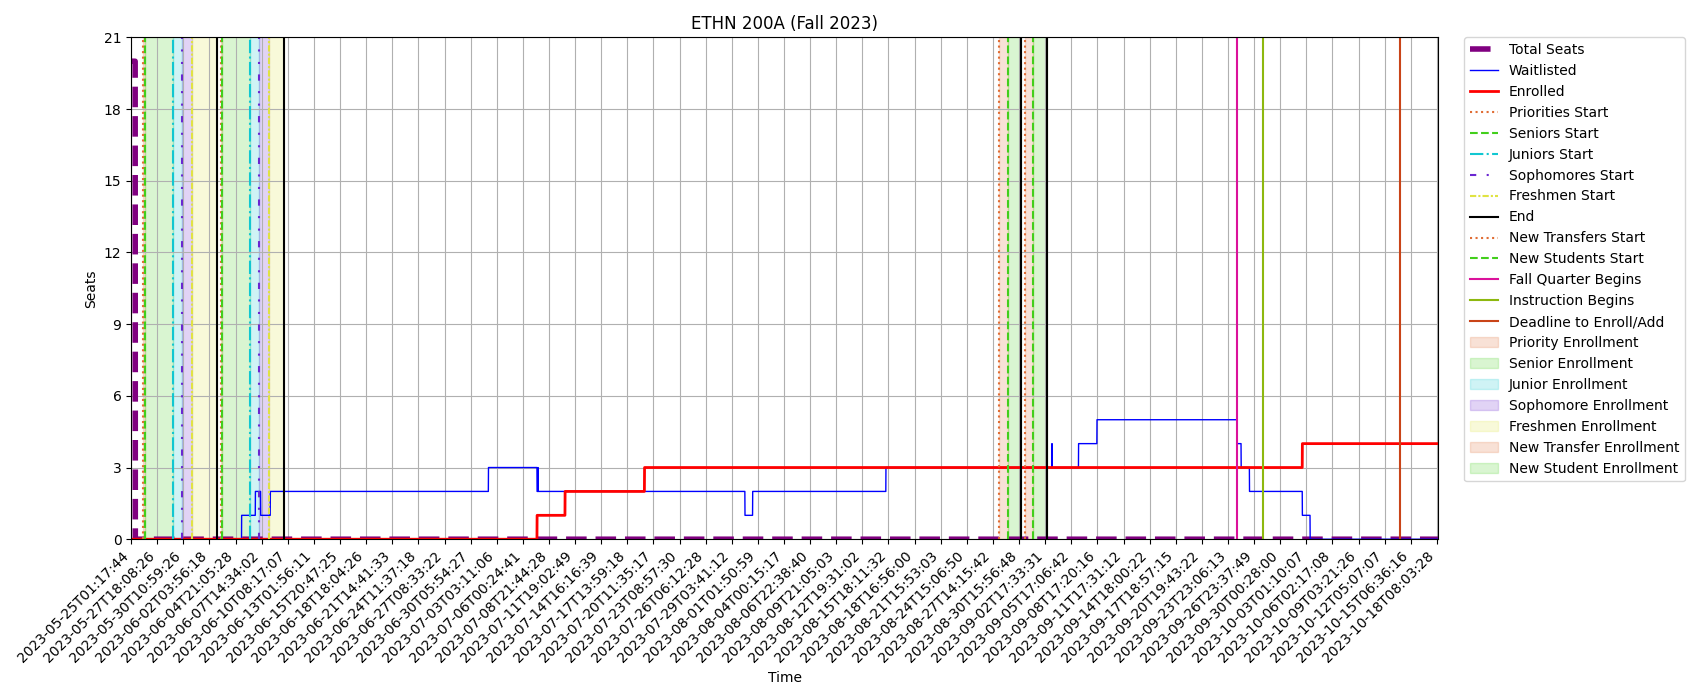 ETHN 200A (Fall 2023)
21
18
15
12
9
6
3
0
Seats
2023-05-25T01:17:44
2023-05-27T18:08:26
2023-05-30T10:59:26
2023-06-02T03:56:18
2023-06-04T21:05:28
2023-06-07T14:34:02
2023-06-10T08:17:07
2023-06-13T01:56:11
2023-06-15T20:47:25
2023-06-18T18:04:26
2023-06-21T14:41:33
2023-06-24T11:37:18
2023-06-27T08:33:22
2023-06-30T05:54:27
2023-07-03T03:11:06
2023-07-06T00:24:41
2023-07-08T21:44:28
2023-07-11T19:02:49
2023-07-14T16:16:39
2023-07-17T13:59:18
2023-07-20T11:35:17
2023-07-23T08:57:30
2023-07-26T06:12:28
2023-07-29T03:41:12
2023-08-01T01:50:59
2023-08-04T00:15:17
2023-08-06T22:38:40
2023-08-09T21:05:03
2023-08-12T19:31:02
2023-08-15T18:11:32
2023-08-18T16:56:00
2023-08-21T15:53:03
2023-08-24T15:06:50
2023-08-27T14:15:42
2023-08-30T15:56:48
2023-09-02T17:33:31
2023-09-05T17:06:42
2023-09-08T17:20:16
2023-09-11T17:31:12
2023-09-14T18:00:22
2023-09-17T18:57:15
2023-09-20T19:43:22
2023-09-23T22:06:13
2023-09-26T23:37:49
2023-09-30T00:28:00
2023-10-03T01:10:07
2023-10-06T02:17:08
2023-10-09T03:21:26
2023-10-12T05:07:07
2023-10-15T06:36:16
2023-10-18T08:03:28
Time
Total Seats
Waitlisted
Enrolled
Priorities Start
Seniors Start
Juniors Start
Sophomores Start
Freshmen Start
End
New Transfers Start
New Students Start
Fall Quarter Begins
Instruction Begins
Deadline to Enroll/Add
Priority Enrollment
Senior Enrollment
Junior Enrollment
Sophomore Enrollment
Freshmen Enrollment
New Transfer Enrollment
New Student Enrollment